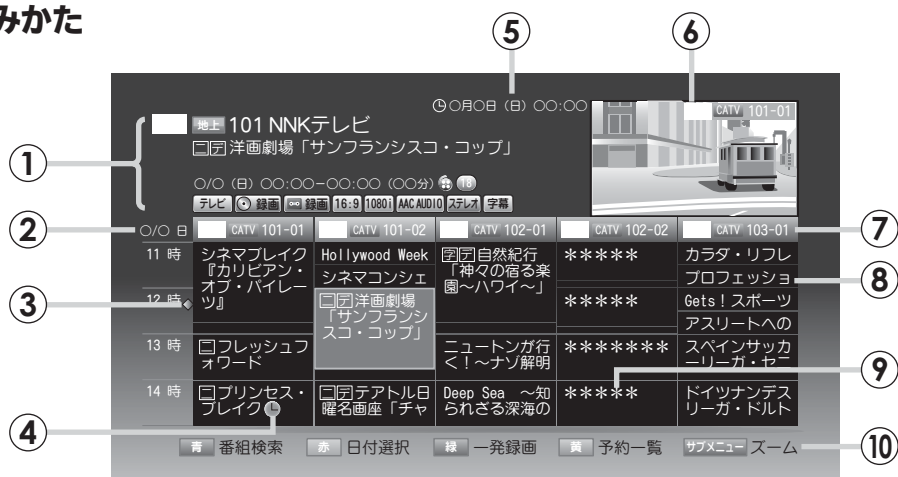 みかた
⑤
⑥
○月○日（日）○○:○○
CATV 101-01
①
地上 101 NNKテレビ
二デ洋画劇場「サンフランシスコ・コップ」
○/○（日）○○:○○−○○:○○（○○分） 18
テレビ 録画 録画 16:9 1080i AAC AUDIO ステレオ 字幕
②
○/○ 日 CATV 101-01 CATV 101-02 CATV 102-01 CATV 102-02 CATV 103-01
⑦
11 時
シネマブレイク
『カリビアン・
オブ・パイレー
ツ』
Hollywood Week
シネマコンシェ
字デ自然紀行
「神々の宿る楽
園～ハワイ～」
＊＊＊＊＊
カラダ・リフレ
プロフェッショ
⑧
③
12 時
二デ洋画劇場
「サンフランシ
スコ・コップ」
＊＊＊＊＊
Gets！スポーツ
アスリートへの
13 時
二フレッシュフ
ォワード
ニュートンが行
く！～ナゾ解明
＊＊＊＊＊＊＊
スペインサッカ
ーリーガ・セニ
⑨
14 時
二プリンセス・
ブレイク
二デテアトル日
曜名画座「チャ
Deep Sea ～知
られざる深海の
＊＊＊＊＊
ドイツナンデス
リーガ・ドルト
④
青 番組検索 赤 日付選択 緑 一発録画 黄 予約一覧 サブメニュー ズーム
⑩